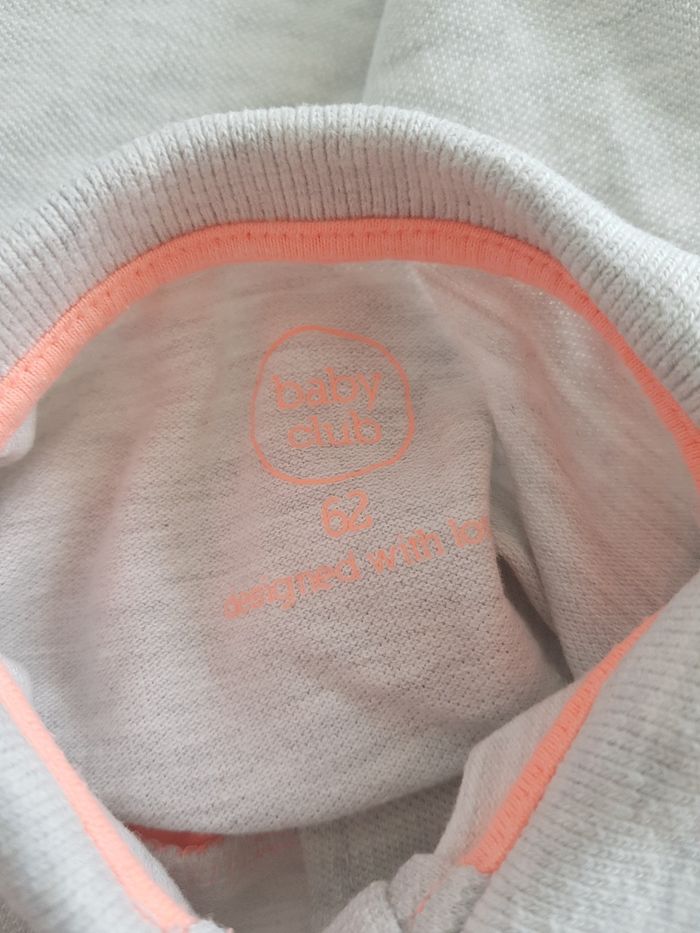 baby
club
62
designed with